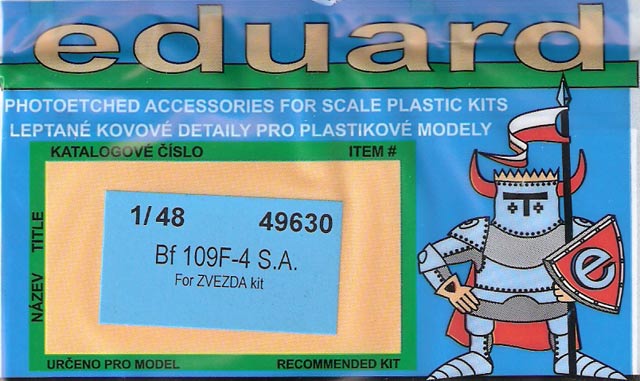 eduard
PHOTOETCHED ACCESSORIES FOR SCALE PLASTIC KITS
LEPTANÉ KOVOVÉ DETAILY PRO PLASTIKOVÉ MODELY
KATALOGOVÉ ČÍSLO ITEM #
NÁZEV TITLE
1/48 49630
Bf 109F-4 S.A.
For ZVEZDA kit
e
URČENO PRO MODEL RECOMMENDED KIT